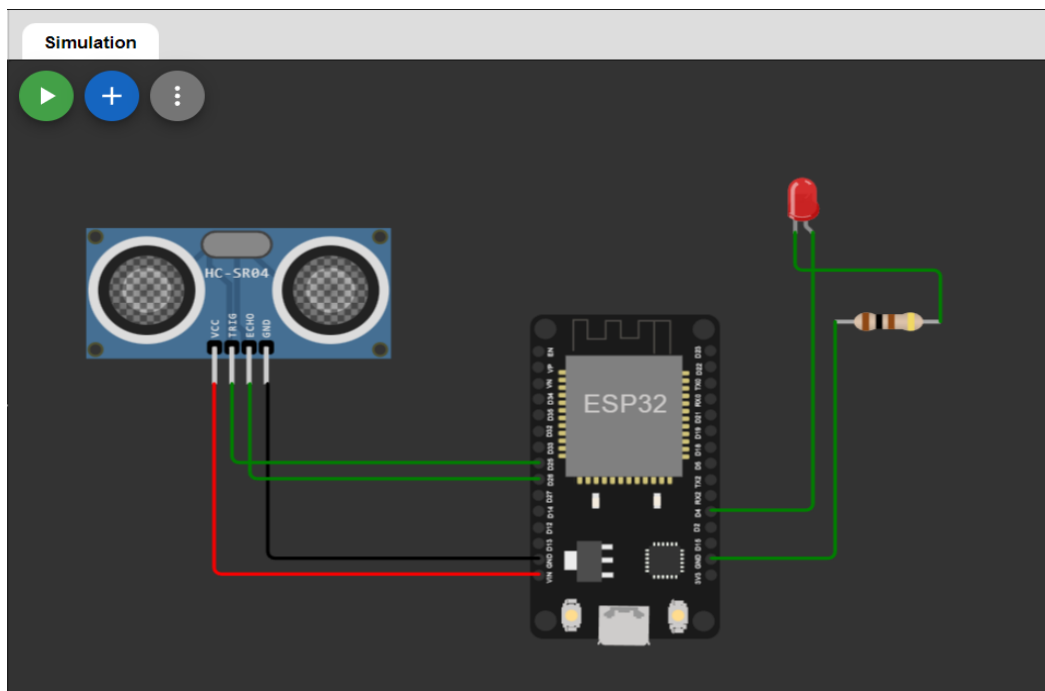 Simulation
HC-SR04
VCC
TRIG
ECHO
GND
ESP32
EN
VP
VN
D34
D35
D32
D33
D25
D26
D27
D14
D12
D13
GND
VIN
D23
D22
TX0
RX0
D21
D19
D18
D5
TX2
RX2
D4
D2
D15
GND
3V3